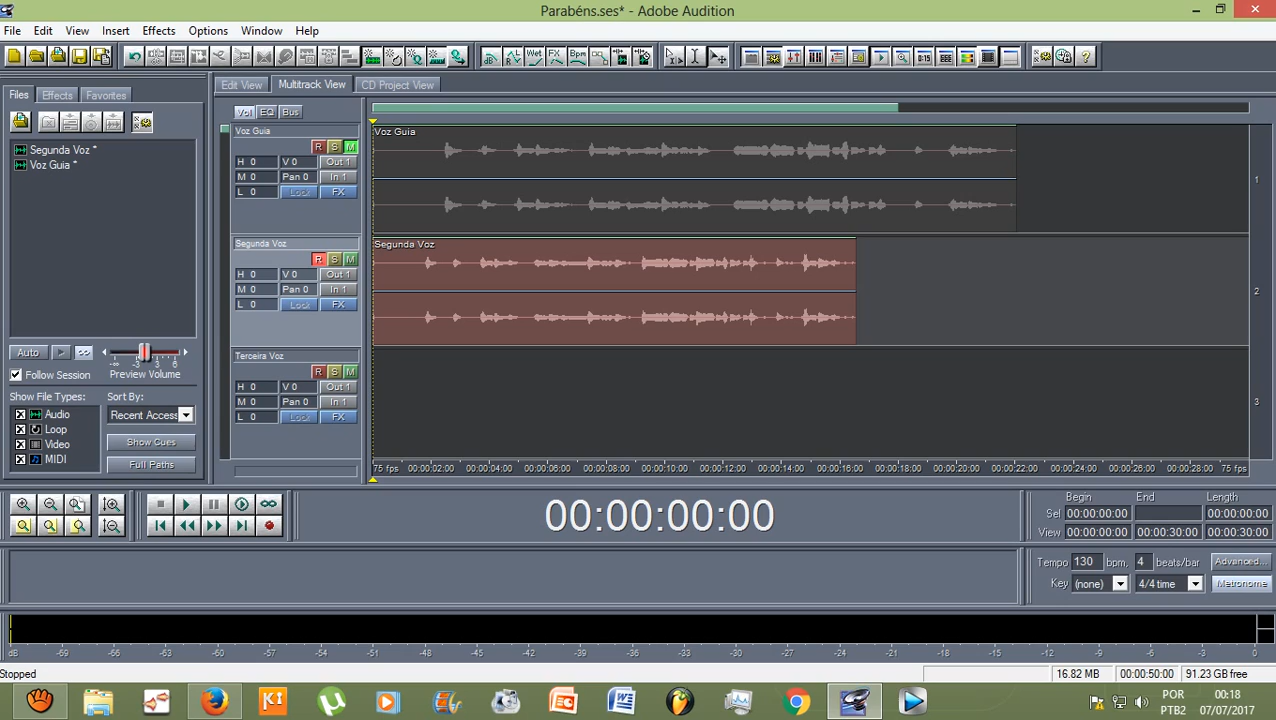 Parabéns.ses* - Adobe Audition
File Edit View Insert Effects Options Window Help
Edit View Multitrack View CD Project View
Files Effects Favorites
Segunda Voz *
Voz Guia *
Auto
Follow Session
-∞ -3 3 6
Preview Volume
Show File Types:
Audio
Loop
Video
MIDI
Sort By:
Recent Access
Show Cues
Full Paths
Vol EQ Bus
Voz Guia
R S M
H 0 V 0 Out 1
M 0 Pan 0 In 1
L 0 Lock FX
Voz Guia
1
Segunda Voz
R S M
H 0 V 0 Out 1
M 0 Pan 0 In 1
L 0 Lock FX
Segunda Voz
2
Terceira Voz
R S M
H 0 V 0 Out 1
M 0 Pan 0 In 1
L 0 Lock FX
3
75 fps 00:00:02:00 00:00:04:00 00:00:06:00 00:00:08:00 00:00:10:00 00:00:12:00 00:00:14:00 00:00:16:00 00:00:18:00 00:00:20:00 00:00:22:00 00:00:24:00 00:00:26:00 00:00:28:00 75 fps
00:00:00:00
Begin End Length
Sel 00:00:00:00 00:00:00:00
View 00:00:00:00 00:00:30:00 00:00:30:00
Tempo 130 bpm, 4 beats/bar Advanced...
Key (none) 4/4 time Metronome
dB -69 -66 -63 -60 -57 -54 -51 -48 -45 -42 -39 -36 -33 -30 -27 -24 -21 -18 -15 -12 -9 -6 -3 0
Stopped
16.82 MB 00:00:50:00 91.23 GB free
POR 00:18
PTB2 07/07/2017